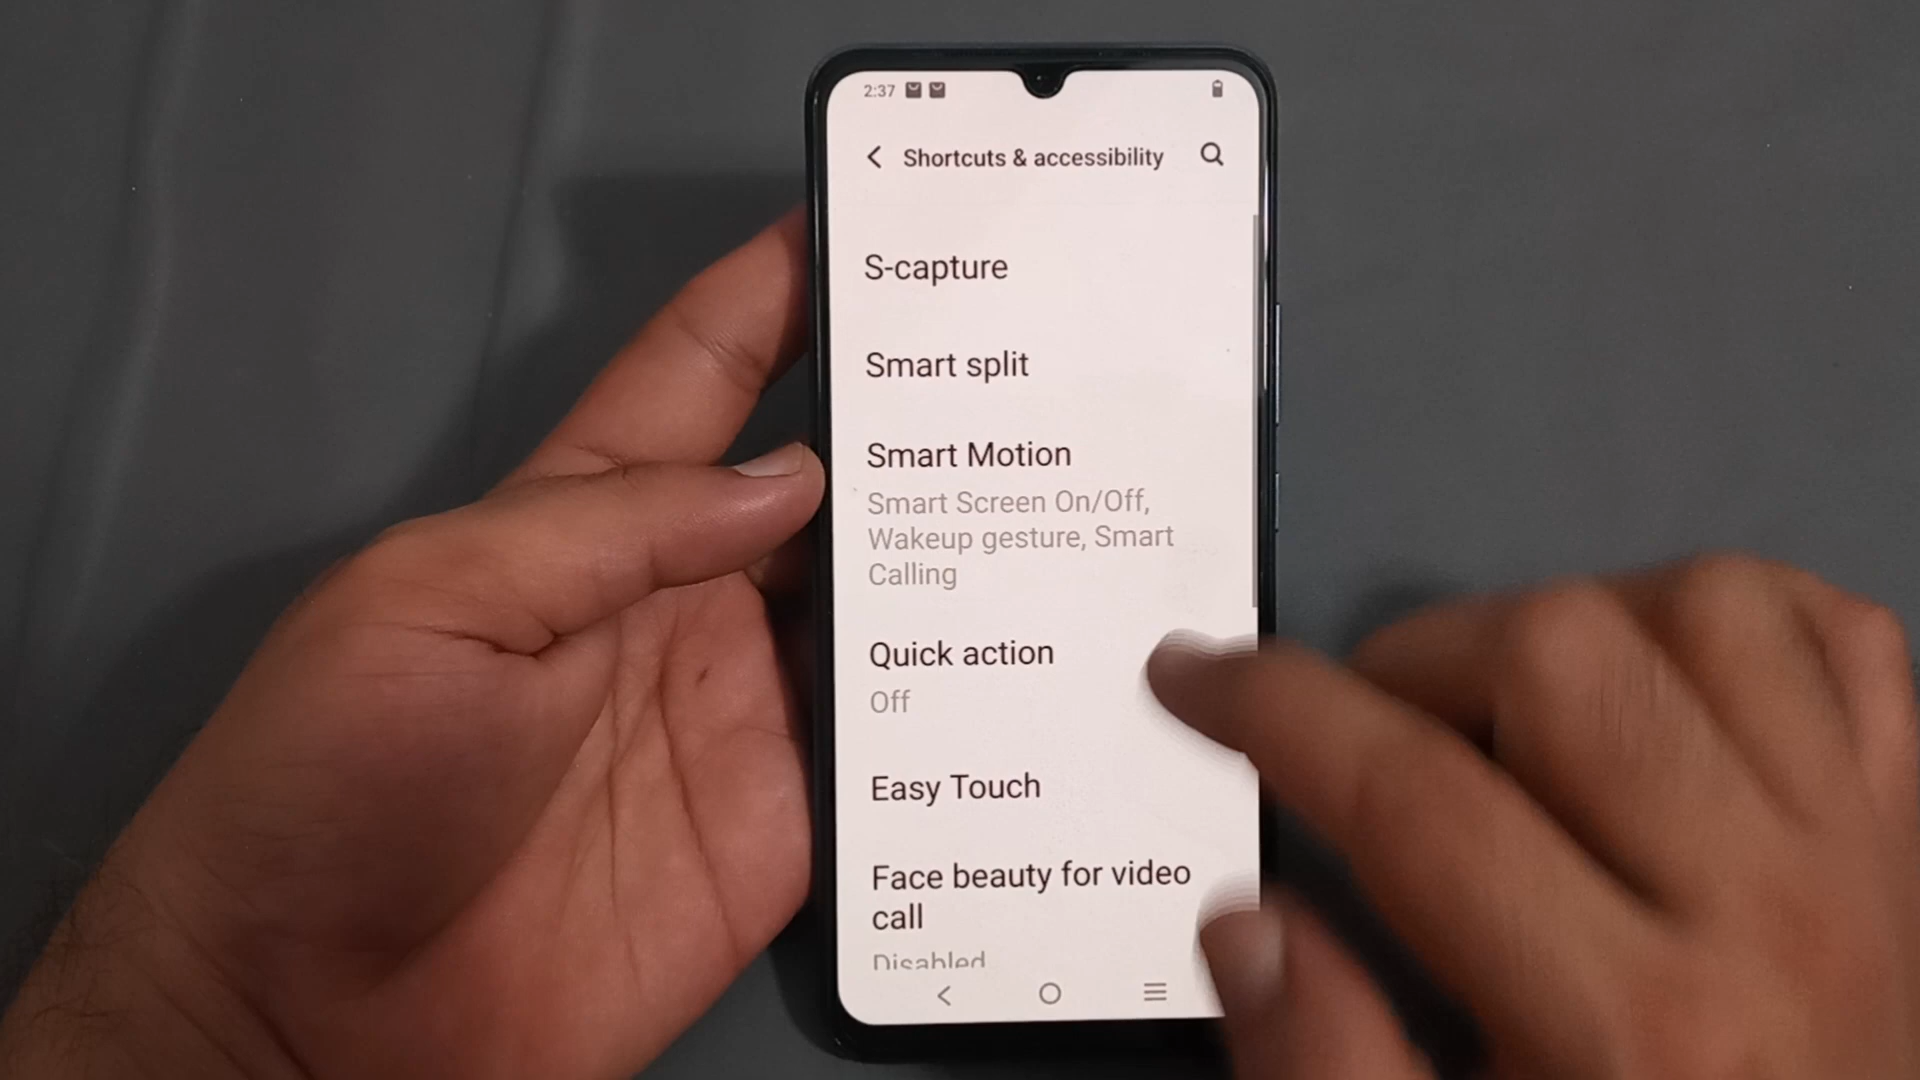 2:37
Shortcuts & accessibility
S-capture
Smart split
Smart Motion
Smart Screen On/Off,
Wakeup gesture, Smart
Calling
Quick action
Off
Easy Touch
Face beauty for video
call
Disabled